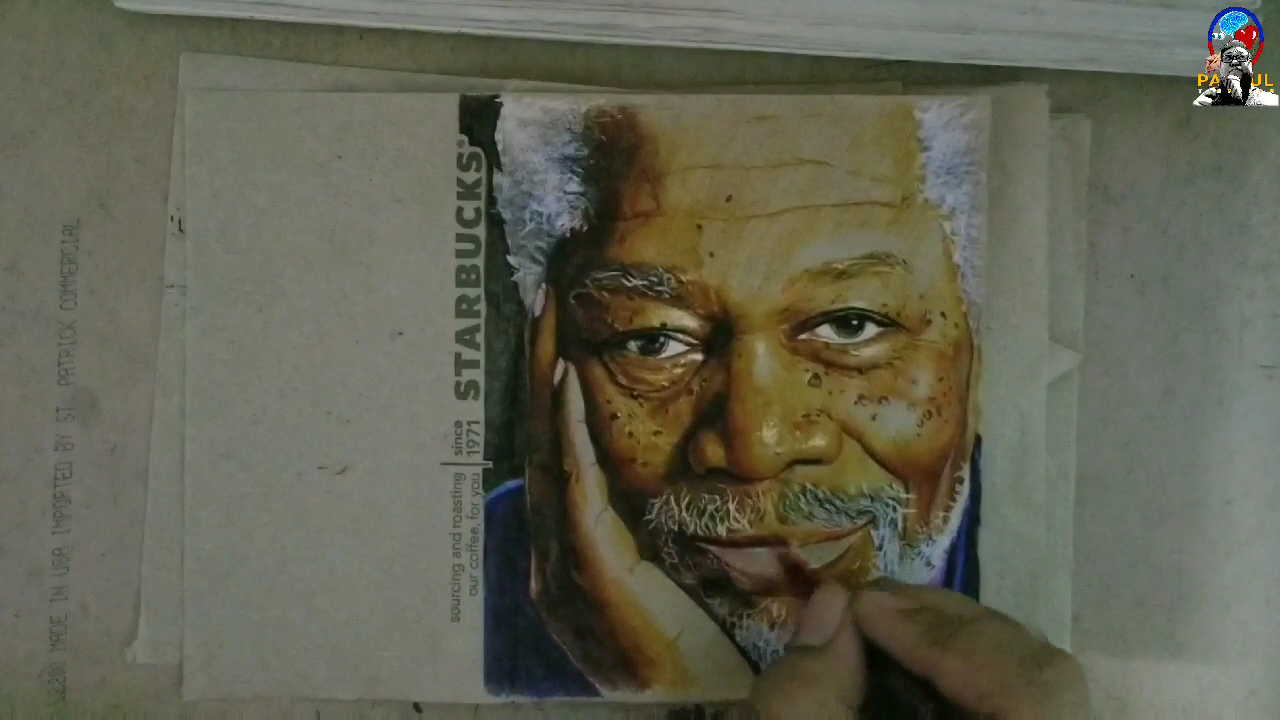 STARBUCKS®
since
1971
sourcing and roasting
our coffee, for you
MADE IN USA IMPORTED BY ST PATRICK COMMERCIAL